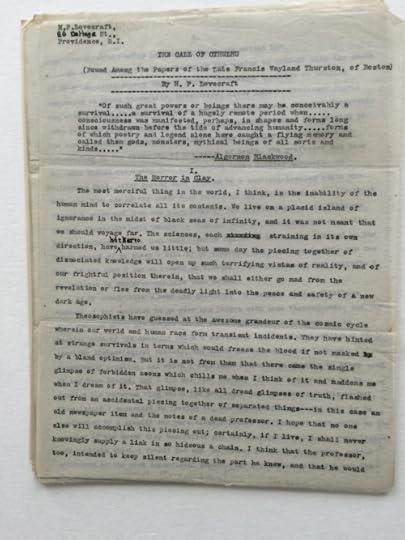 H.P.Lovecraft,
St.,
Providence, R.I.
THE CALL OF CTHULHU
(Found Among the Papers of the Late Francis Wayland Thurston, of Boston)
By H. P. Lovecraft
"Of such great powers or beings there may be conceivably a
survival.....a survival of a hugely remote period when.....
consciousness was manifested, perhaps, in shapes and forms long
since withdrawn before the tide of advancing humanity.....forms
of which poetry and legend alone have caught a flying memory and
called them gods, monsters, mythical beings of all sorts and
kinds....."
-----Algernon Blackwood.
I.
The Horror in Clay.
The most merciful thing in the world, I think, is the inability of the
human mind to correlate all its contents. We live on a placid island of
ignorance in the midst of black seas of infinity, and it was not meant that
we should voyage far. The sciences, each straining in its own
direction, have hitherto harmed us little; but some day the piecing together of
dissociated knowledge will open up such terrifying vistas of reality, and of
our frightful position therein, that we shall either go mad from the
revelation or flee from the deadly light into the peace and safety of a new
dark age.
Theosophists have guessed at the awesome grandeur of the cosmic cycle
wherein our world and human race form transient incidents. They have hinted
at strange survivals in terms which would freeze the blood if not masked by
a bland optimism. But it is not from them that there came the single
glimpse of forbidden aeons which chills me when I think of it and maddens me
when I dream of it. That glimpse, like all dread glimpses of truth, flashed
out from an accidental piecing together of separated things---in this case an
old newspaper item and the notes of a dead professor. I hope that no one
else will accomplish this piecing out; certainly, if I live, I shall never
knowingly supply a link in so hideous a chain. I think that the professor,
too, intended to keep silent regarding the part he knew, and that he would